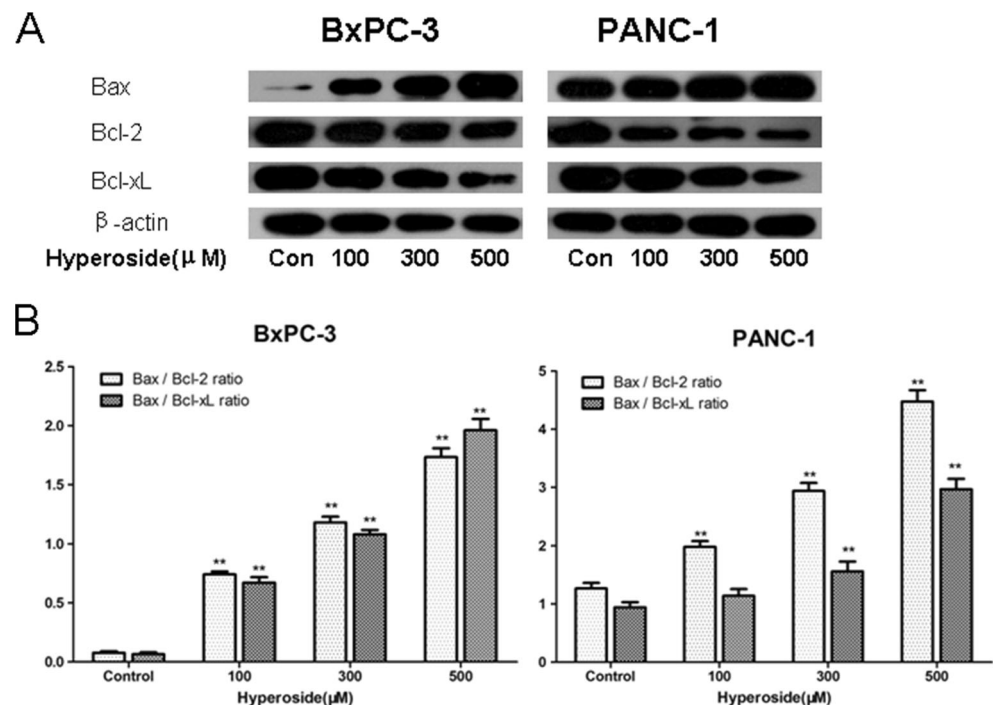 A
BxPC-3 PANC-1
Bax
Bcl-2
Bcl-xL
β-actin
Hyperoside(μ M) Con 100 300 500 Con 100 300 500
B
BxPC-3
2.5
2.0
1.5
1.0
0.5
0.0
Bax / Bcl-2 ratio
Bax / Bcl-xL ratio
** ** ** ** ** **
Control 100 300 500
Hyperoside(μM)
PANC-1
5
4
3
2
1
0
Bax / Bcl-2 ratio
Bax / Bcl-xL ratio
** ** ** ** **
Control 100 300 500
Hyperoside(μM)